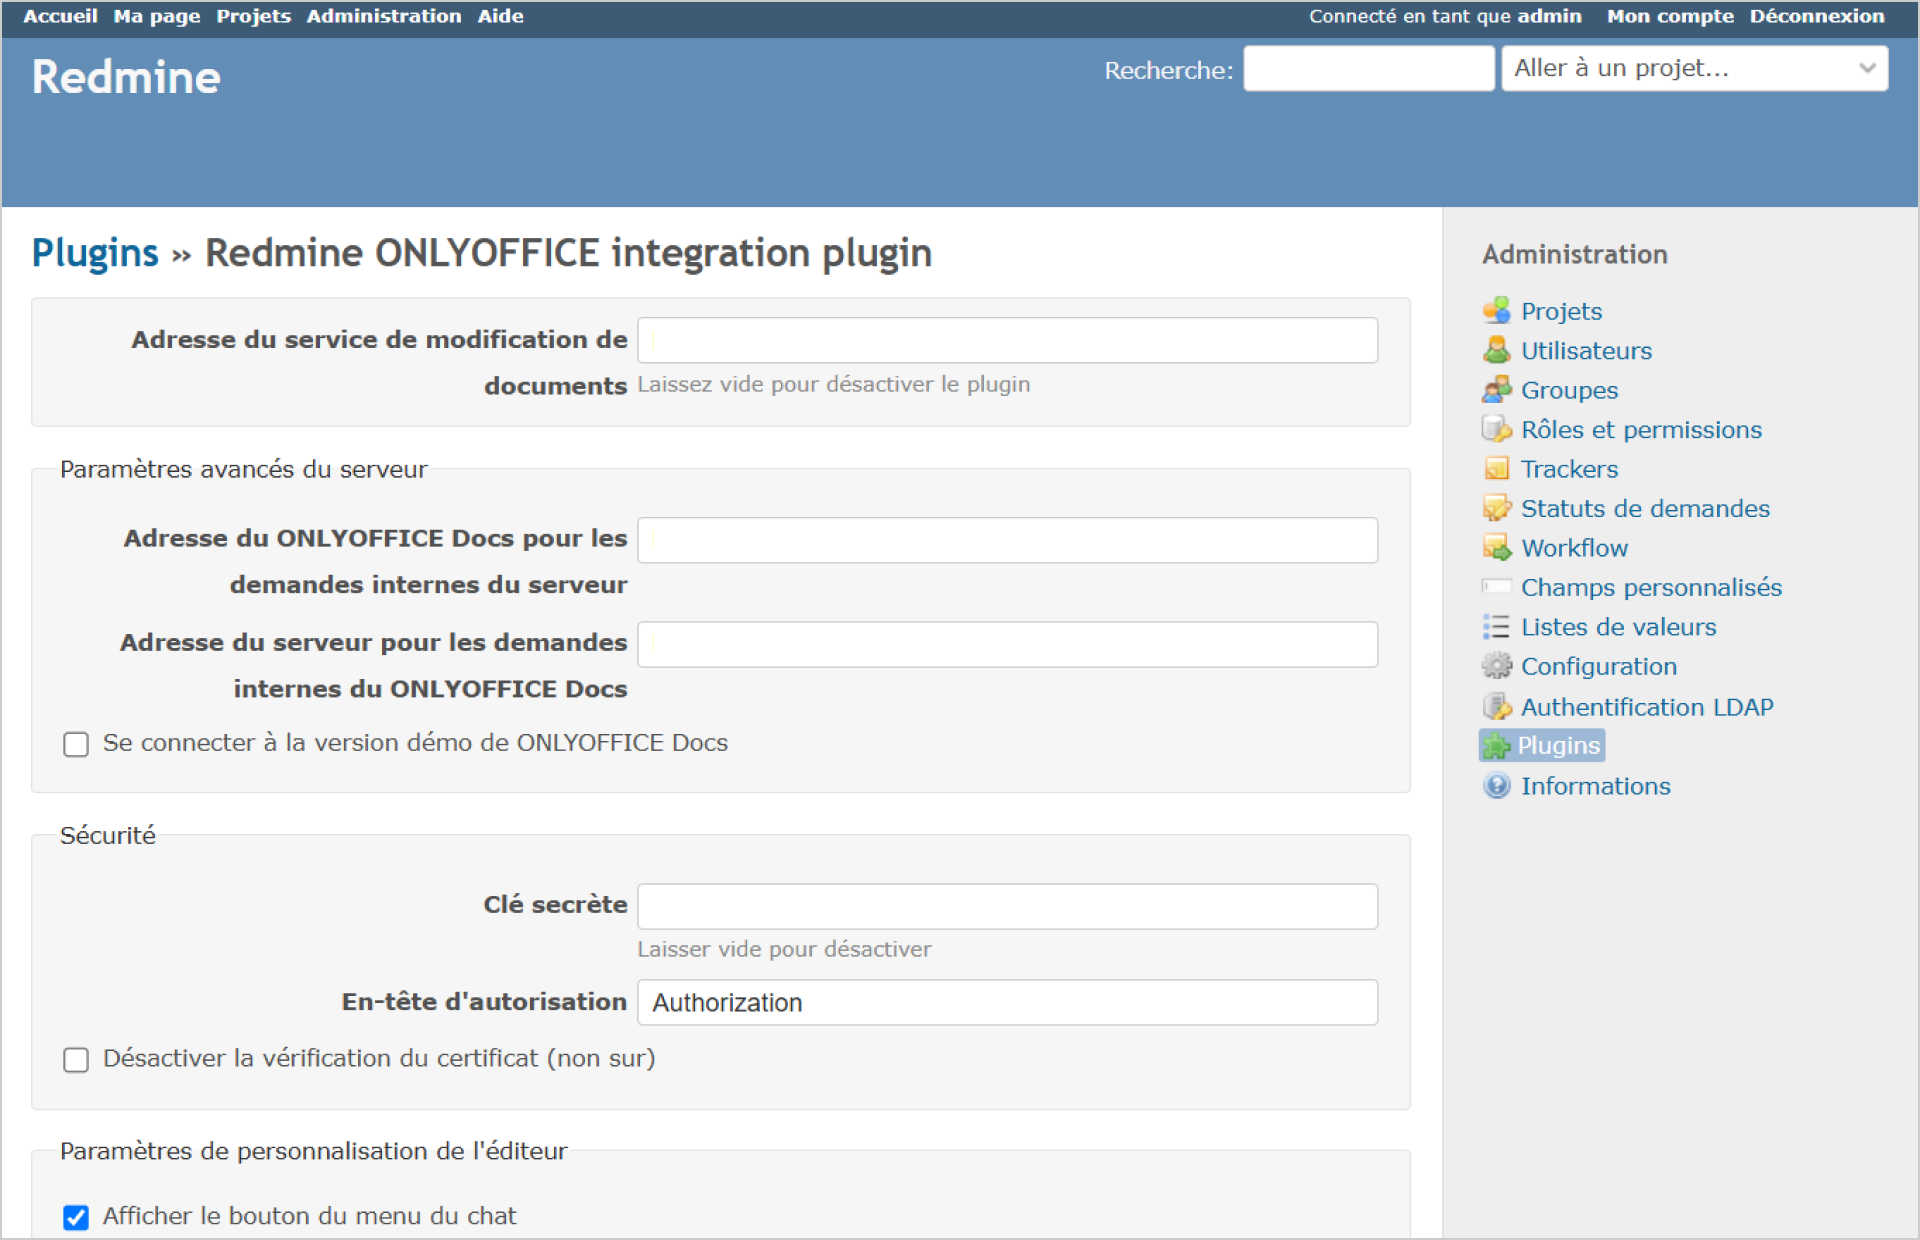 Accueil Ma page Projets Administration Aide
Connecté en tant que admin Mon compte Déconnexion
Redmine
Recherche:
Aller à un projet...
Plugins » Redmine ONLYOFFICE integration plugin
Adresse du service de modification de
documents
Laissez vide pour désactiver le plugin
Paramètres avancés du serveur
Adresse du ONLYOFFICE Docs pour les
demandes internes du serveur
Adresse du serveur pour les demandes
internes du ONLYOFFICE Docs
Se connecter à la version démo de ONLYOFFICE Docs
Sécurité
Clé secrète
Laisser vide pour désactiver
En-tête d'autorisation
Authorization
Désactiver la vérification du certificat (non sur)
Paramètres de personnalisation de l'éditeur
Afficher le bouton du menu du chat
Administration
Projets
Utilisateurs
Groupes
Rôles et permissions
Trackers
Statuts de demandes
Workflow
Champs personnalisés
Listes de valeurs
Configuration
Authentification LDAP
Plugins
Informations